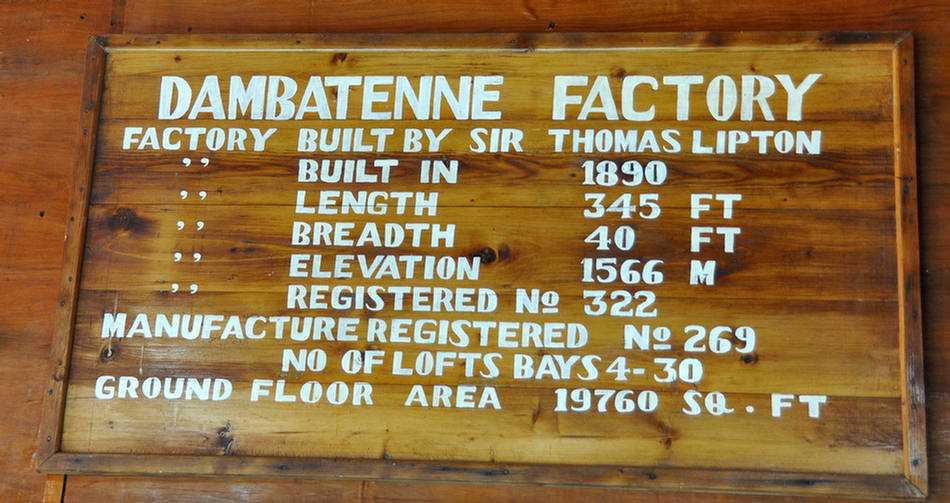 DAMBATENNE FACTORY
FACTORY BUILT BY SIR THOMAS LIPTON
,, BUILT IN 1890
,, LENGTH 345 FT
,, BREADTH 40 FT
,, ELEVATION 1566 M
,, REGISTERED No 322
MANUFACTURE REGISTERED No 269
NO OF LOFTS BAYS 4-30
GROUND FLOOR AREA 19760 SQ. FT